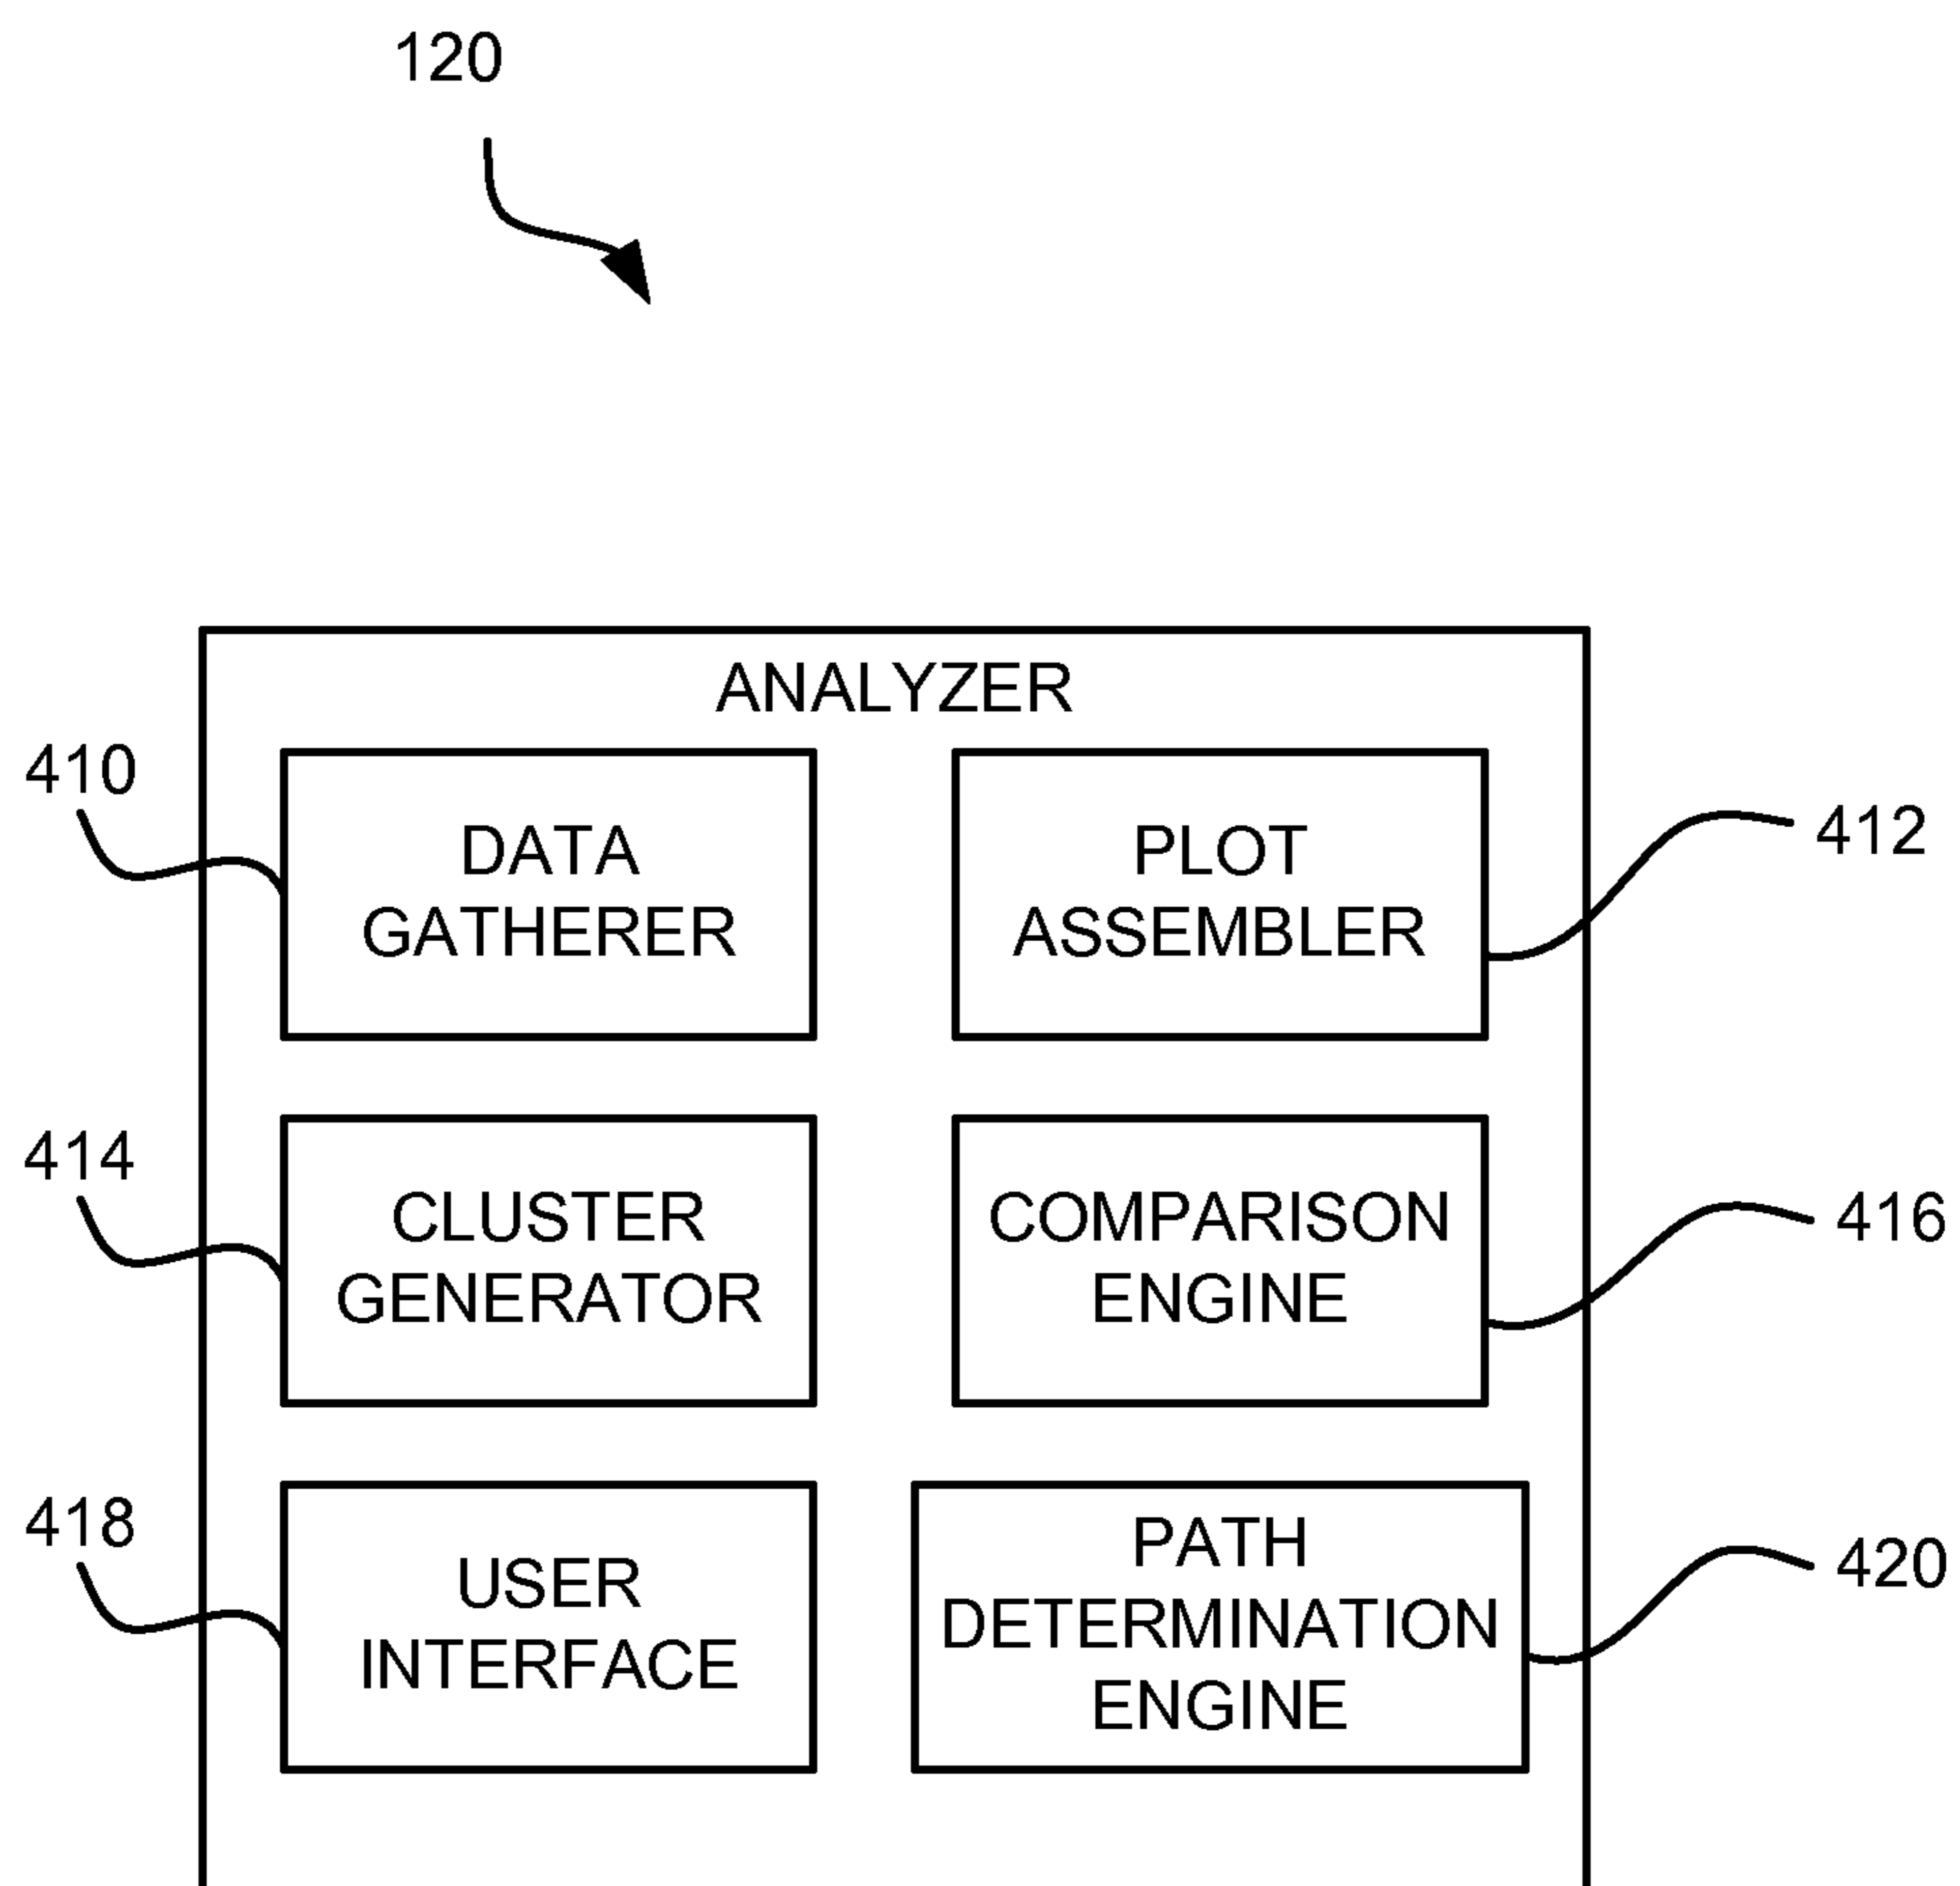 120
ANALYZER
410
DATA
GATHERER
PLOT
ASSEMBLER
412
414
CLUSTER
GENERATOR
COMPARISON
ENGINE
416
418
USER
INTERFACE
PATH
DETERMINATION
ENGINE
420